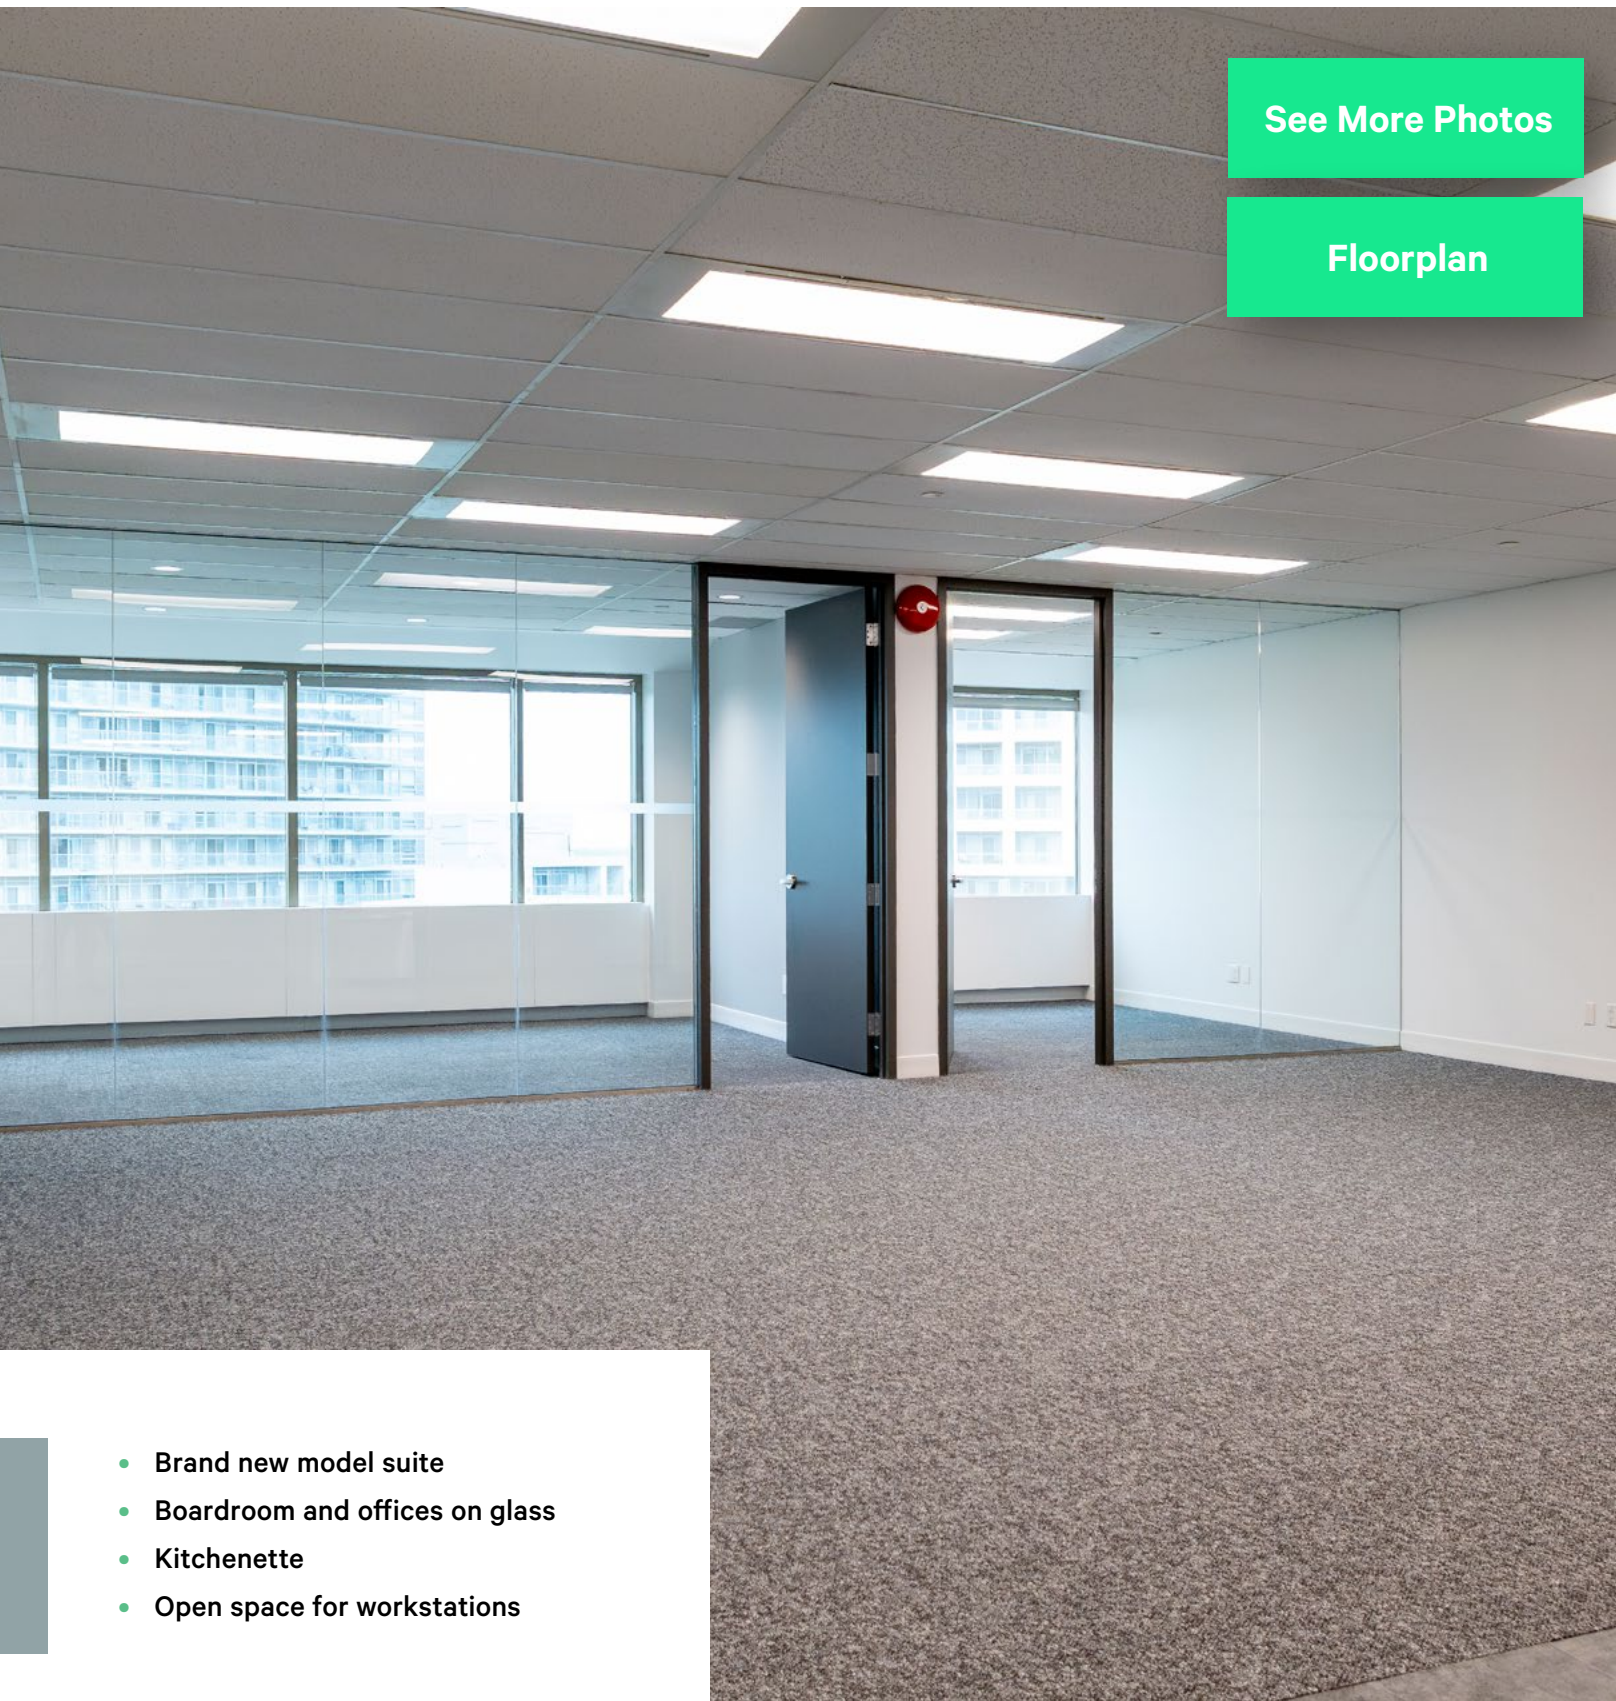 See More Photos
Floorplan
Brand new model suite
Boardroom and offices on glass
Kitchenette
Open space for workstations